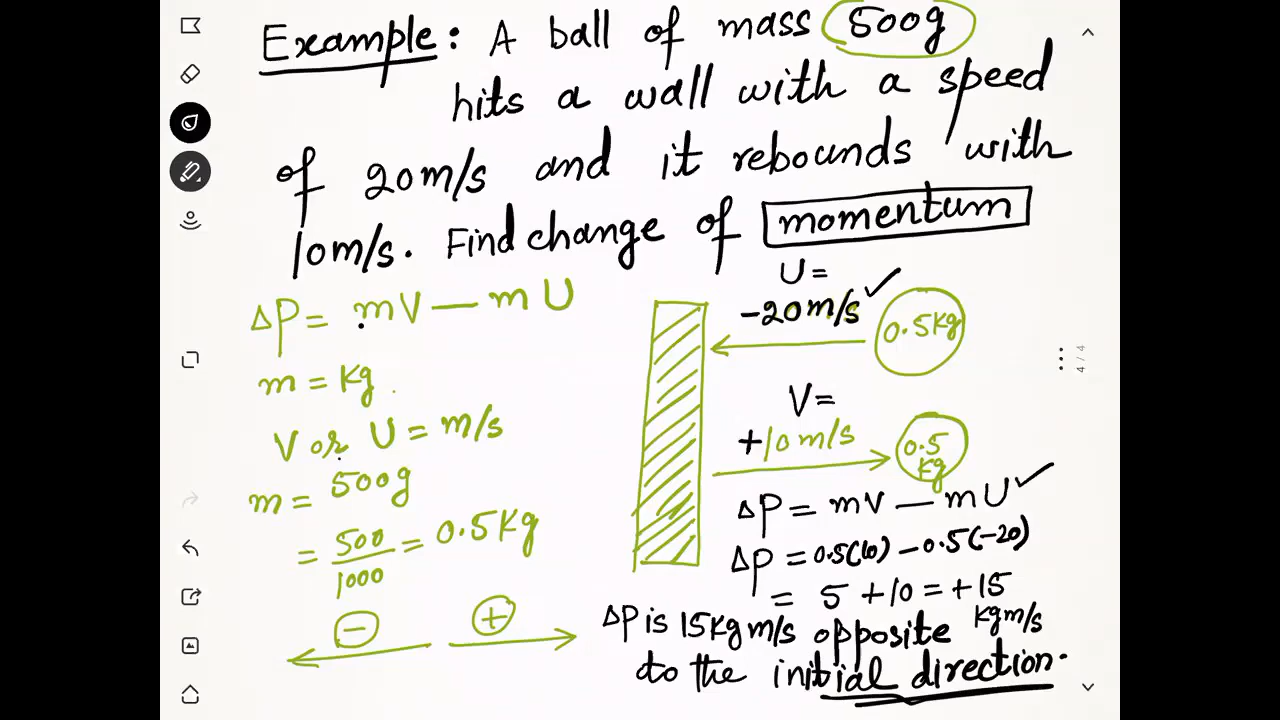 Example: A ball of mass 500g
hits a wall with a speed
of 20m/s and it rebounds with
10m/s. Find change of momentum
ΔP = mV — mU
m = Kg
V or U = m/s
m = 500g
= 500/1000 = 0.5Kg
− +
U =
-20m/s ✓
0.5Kg
V =
+10m/s
0.5
kg
ΔP = mV — mU ✓
ΔP = 0.5(10) - 0.5(-20)
= 5 + 10 = +15
kgm/s
ΔP is 15Kgm/s opposite
to the initial direction.
4/4